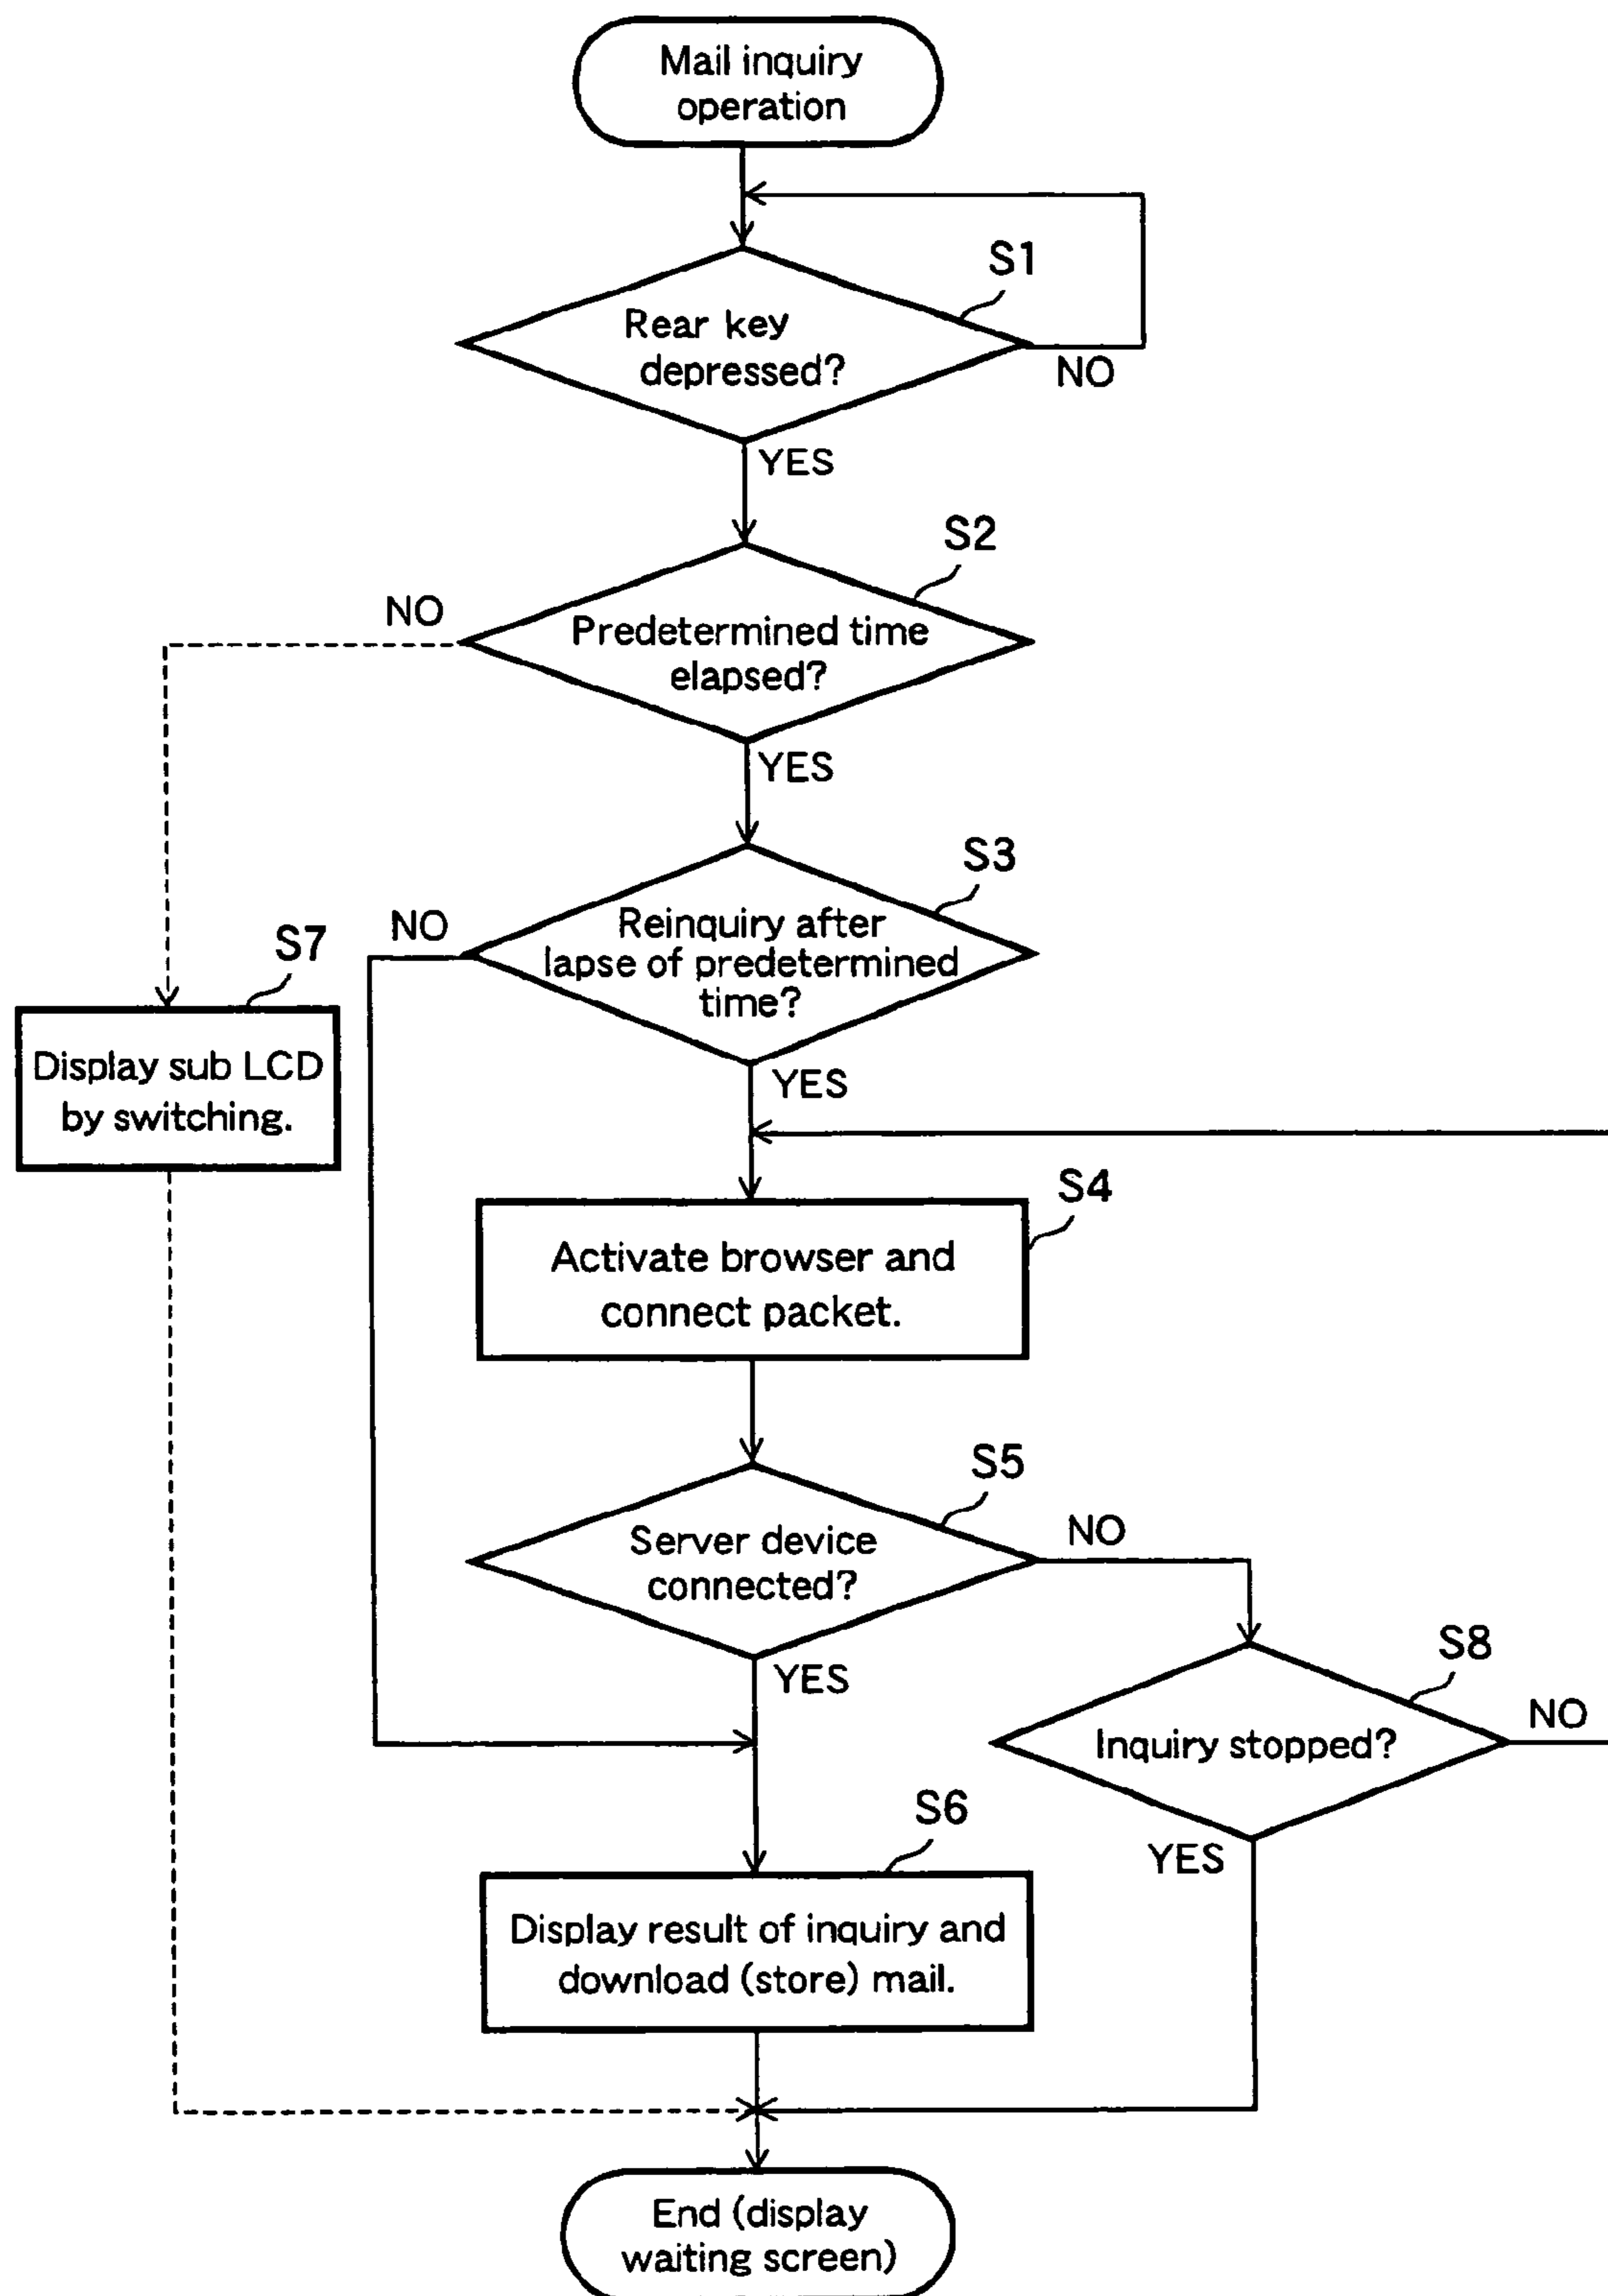 Mail inquiry
operation
S1
Rear key
depressed?
NO
YES
S2
NO
Predetermined time
elapsed?
YES
S3
NO
Reinquiry after
lapse of predetermined
time?
S7
Display sub LCD
by switching.
YES
S4
Activate browser and
connect packet.
S5
NO
Server device
connected?
YES
S8
NO
Inquiry stopped?
S6
YES
Display result of inquiry and
download (store) mail.
End (display
waiting screen)